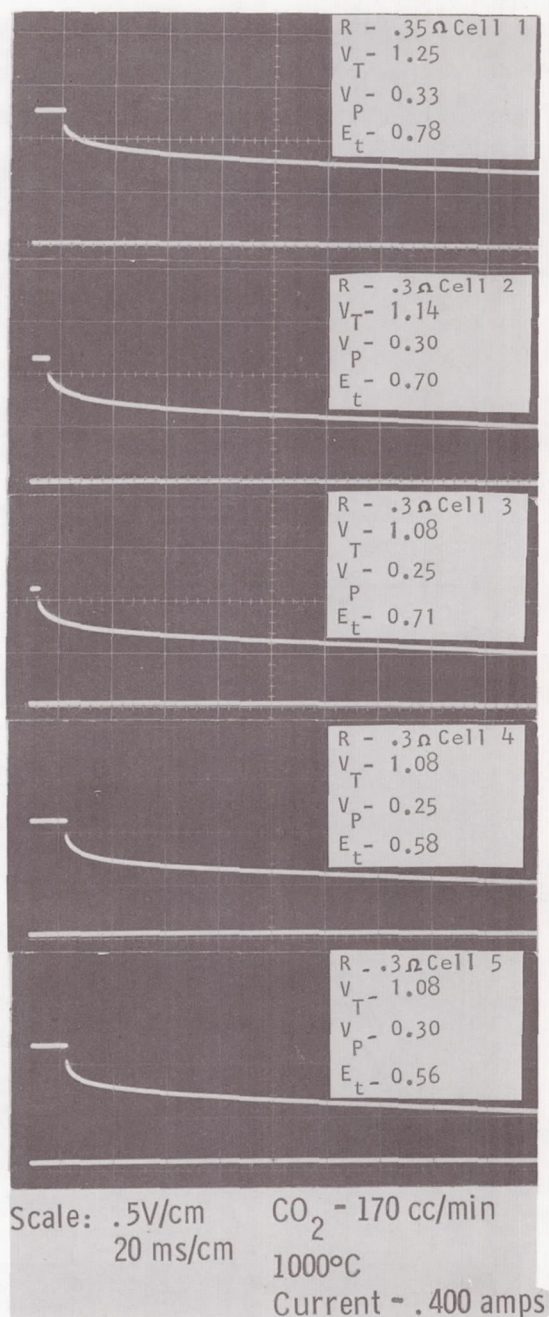 R - .35Ω Cell 1
V_T - 1.25
V_P - 0.33
E_t - 0.78
R - .3Ω Cell 2
V_T - 1.14
V_P - 0.30
E_t - 0.70
R - .3Ω Cell 3
V_T - 1.08
V_P - 0.25
E_t - 0.71
R - .3Ω Cell 4
V_T - 1.08
V_P - 0.25
E_t - 0.58
R - .3Ω Cell 5
V_T - 1.08
V_P - 0.30
E_t - 0.56
Scale: .5V/cm
20 ms/cm
CO₂ - 170 cc/min
1000°C
Current - .400 amps